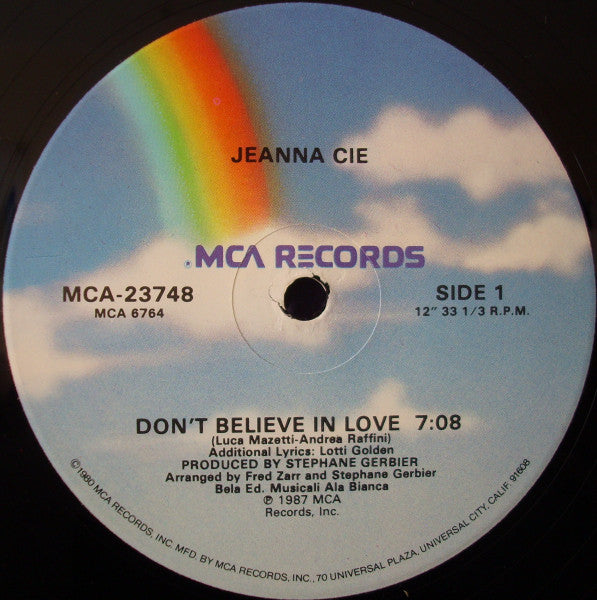 JEANNA CIE
MCA RECORDS
MCA-23748
MCA 6764
SIDE 1
12" 33 1/3 R.P.M.
DON'T BELIEVE IN LOVE 7:08
(Luca Mazetti-Andrea Raffini)
Additional Lyrics: Lotti Golden
PRODUCED BY STEPHANE GERBIER
Arranged by Fred Zarr and Stephane Gerbier
Bela Ed. Musicali Ala Bianca
℗ 1987 MCA
Records, Inc.
©1980 MCA RECORDS, INC. MFD. BY MCA RECORDS, INC., 70 UNIVERSAL PLAZA, UNIVERSAL CITY, CALIF. 91608